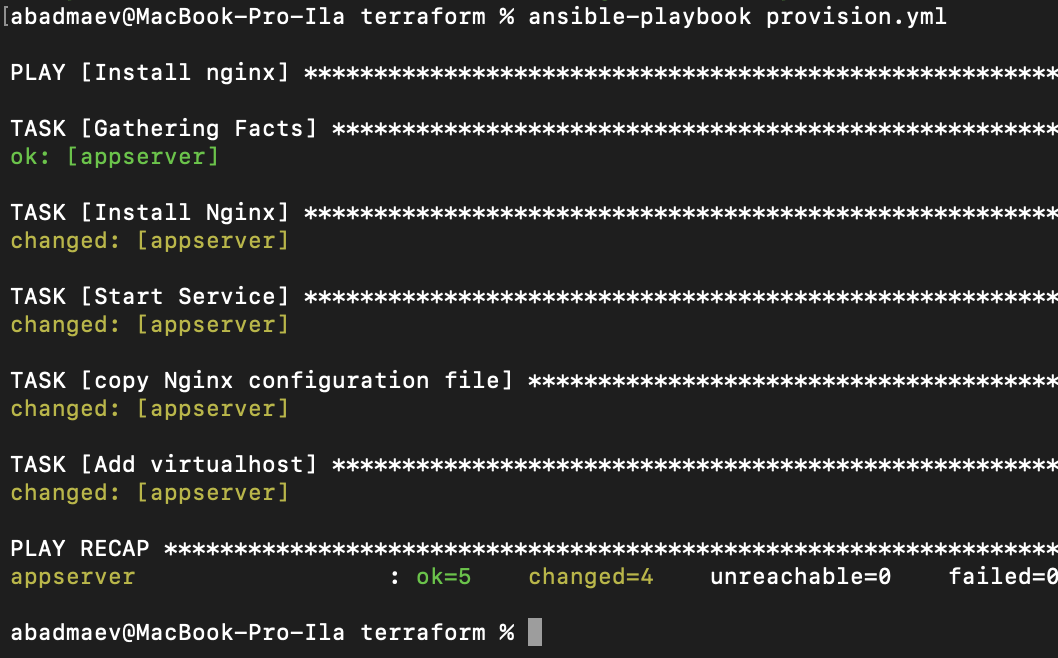 [abadmaev@MacBook-Pro-Ila terraform % ansible-playbook provision.yml
PLAY [Install nginx] ******************************************************
TASK [Gathering Facts] ****************************************************
ok: [appserver]
TASK [Install Nginx] ******************************************************
changed: [appserver]
TASK [Start Service] ******************************************************
changed: [appserver]
TASK [copy Nginx configuration file] **************************************
changed: [appserver]
TASK [Add virtualhost] ****************************************************
changed: [appserver]
PLAY RECAP ****************************************************************
appserver                  : ok=5    changed=4    unreachable=0    failed=0
abadmaev@MacBook-Pro-Ila terraform %